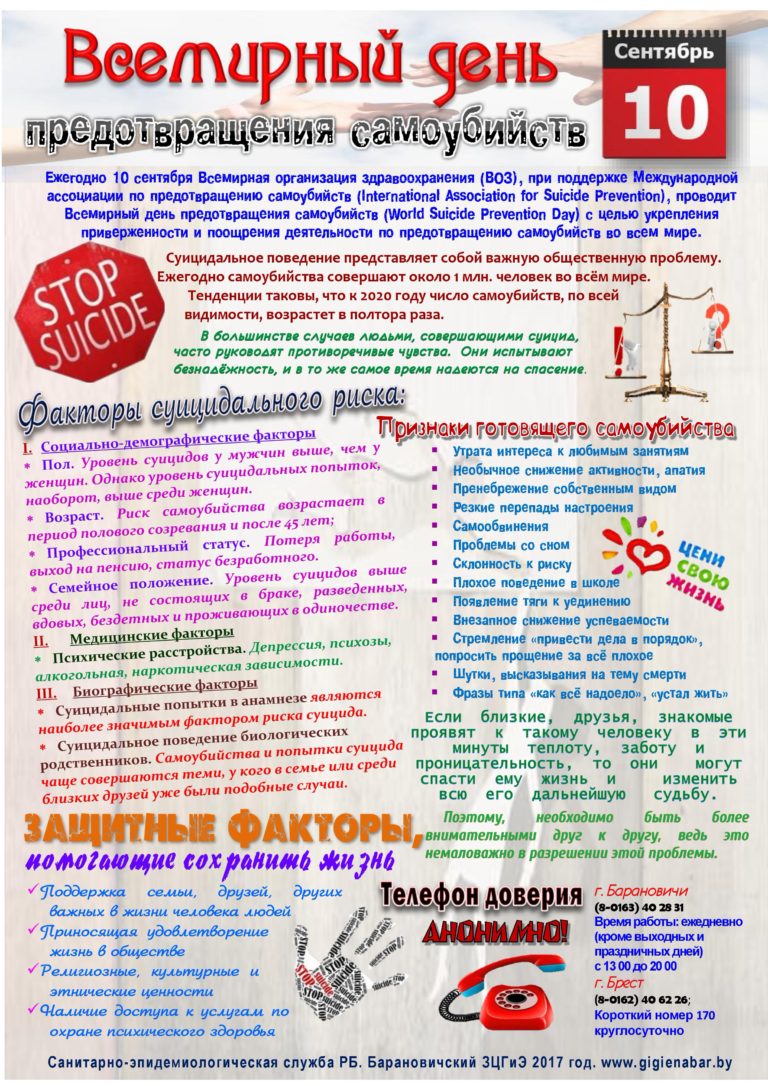 Всемирный день
предотвращения самоубийств
Сентябрь
10
Ежегодно 10 сентября Всемирная организация здравоохранения (ВОЗ), при поддержке Международной
ассоциации по предотвращению самоубийств (International Association for Suicide Prevention), проводит
Всемирный день предотвращения самоубийств (World Suicide Prevention Day) с целью укрепления
приверженности и поощрения деятельности по предотвращению самоубийств во всем мире.
STOP
SUICIDE
Суицидальное поведение представляет собой важную общественную проблему.
Ежегодно самоубийства совершают около 1 млн. человек во всём мире.
Тенденции таковы, что к 2020 году число самоубийств, по всей
видимости, возрастет в полтора раза.
В большинстве случаев людьми, совершающими суицид,
часто руководят противоречивые чувства. Они испытывают
безнадёжность, и в то же самое время надеются на спасение.
! ?
Факторы суицидального риска:
I. Социально-демографические факторы
* Пол. Уровень суицидов у мужчин выше, чем у
женщин. Однако уровень суицидальных попыток,
наоборот, выше среди женщин.
* Возраст. Риск самоубийства возрастает в
период полового созревания и после 45 лет;
* Профессиональный статус. Потеря работы,
выход на пенсию, статус безработного.
* Семейное положение. Уровень суицидов выше
среди лиц, не состоящих в браке, разведенных,
вдовых, бездетных и проживающих в одиночестве.
II. Медицинские факторы
* Психические расстройства. Депрессия, психозы,
алкогольная, наркотическая зависимости.
III. Биографические факторы
* Суицидальные попытки в анамнезе являются
наиболее значимым фактором риска суицида.
* Суицидальное поведение биологических
родственников. Самоубийства и попытки суицида
чаще совершаются теми, у кого в семье или среди
близких друзей уже были подобные случаи.
Признаки готовящего самоубийства
▪ Утрата интереса к любимым занятиям
▪ Необычное снижение активности, апатия
▪ Пренебрежение собственным видом
▪ Резкие перепады настроения
▪ Самообвинения
▪ Проблемы со сном
▪ Склонность к риску
▪ Плохое поведение в школе
▪ Появление тяги к уединению
▪ Внезапное снижение успеваемости
▪ Стремление «привести дела в порядок»,
попросить прощение за всё плохое
▪ Шутки, высказывания на тему смерти
▪ Фразы типа «как всё надоело», «устал жить»
ЦЕНИ
СВОЮ
ЖИЗНЬ
Если близкие, друзья, знакомые
проявят к такому человеку в эти
минуты теплоту, заботу и
проницательность, то они могут
спасти ему жизнь и изменить
всю его дальнейшую судьбу.
Поэтому, необходимо быть более
внимательными друг к другу, ведь это
немаловажно в разрешении этой проблемы.
ЗАЩИТНЫЕ ФАКТОРЫ,
помогающие сохранить жизнь
✓Поддержка семьи, друзей, других
важных в жизни человека людей
✓Приносящая удовлетворение
жизнь в обществе
✓Религиозные, культурные и
этнические ценности
✓Наличие доступа к услугам по
охране психического здоровья
STOP
suicide
Телефон доверия
АНОНИМНО!
г. Барановичи
(8-0163) 40 28 31
Время работы: ежедневно
(кроме выходных и
праздничных дней)
с 13 00 до 20 00
г. Брест
(8-0162) 40 62 26;
Короткий номер 170
круглосуточно
Санитарно-эпидемиологическая служба РБ. Барановичский ЗЦГиЭ 2017 год. www.gigienabar.by